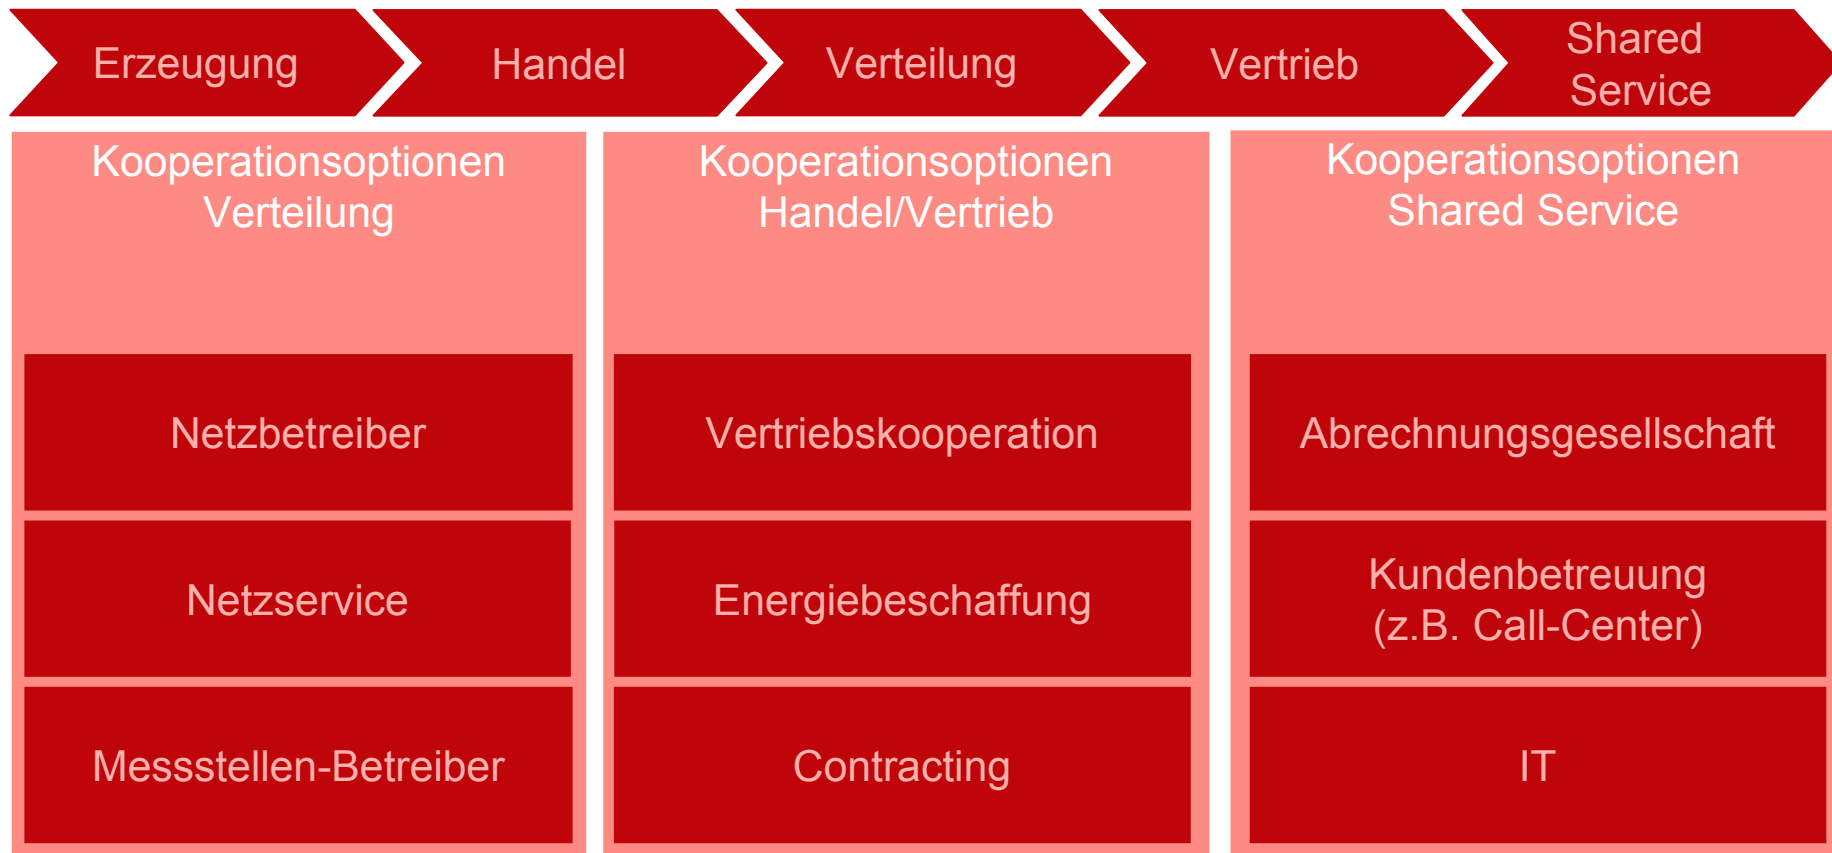 Erzeugung
Handel
Verteilung
Vertrieb
Shared
Service
Kooperationsoptionen
Verteilung
Netzbetreiber
Netzservice
Messstellen-Betreiber
Kooperationsoptionen
Handel/Vertrieb
Vertriebskooperation
Energiebeschaffung
Contracting
Kooperationsoptionen
Shared Service
Abrechnungsgesellschaft
Kundenbetreuung
(z.B. Call-Center)
IT